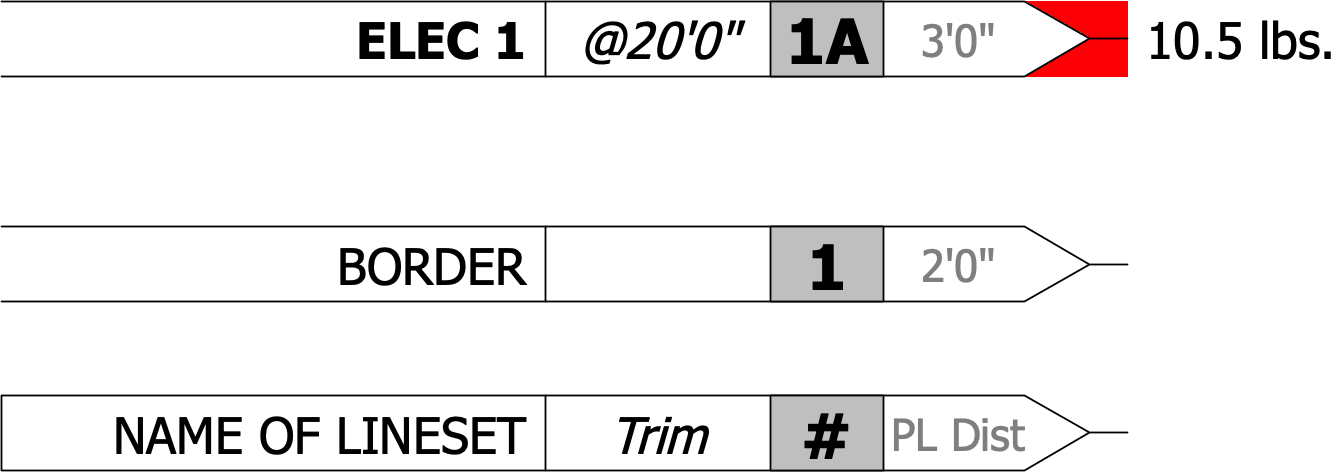 ELEC 1 @20'0" 1A 3'0" 10.5 lbs.
BORDER 1 2'0"
NAME OF LINESET Trim # PL Dist